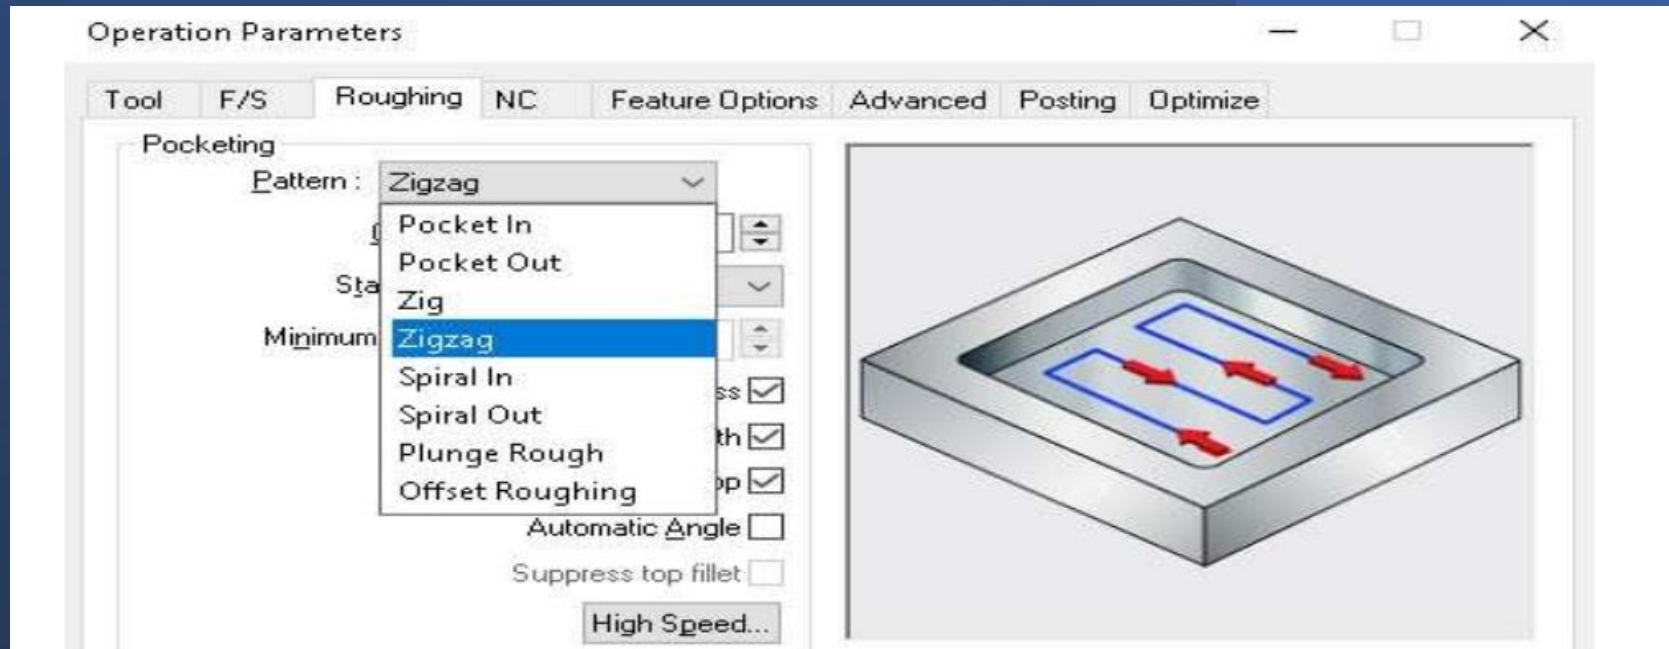 Operation Parameters
Tool F/S Roughing NC Feature Options Advanced Posting Optimize
Pocketing
Pattern : Zigzag
Pocket In
Pocket Out
Zig
Zigzag
Spiral In
Spiral Out
Plunge Rough
Offset Roughing
Minimum
Automatic Angle
Suppress top fillet
High Speed...